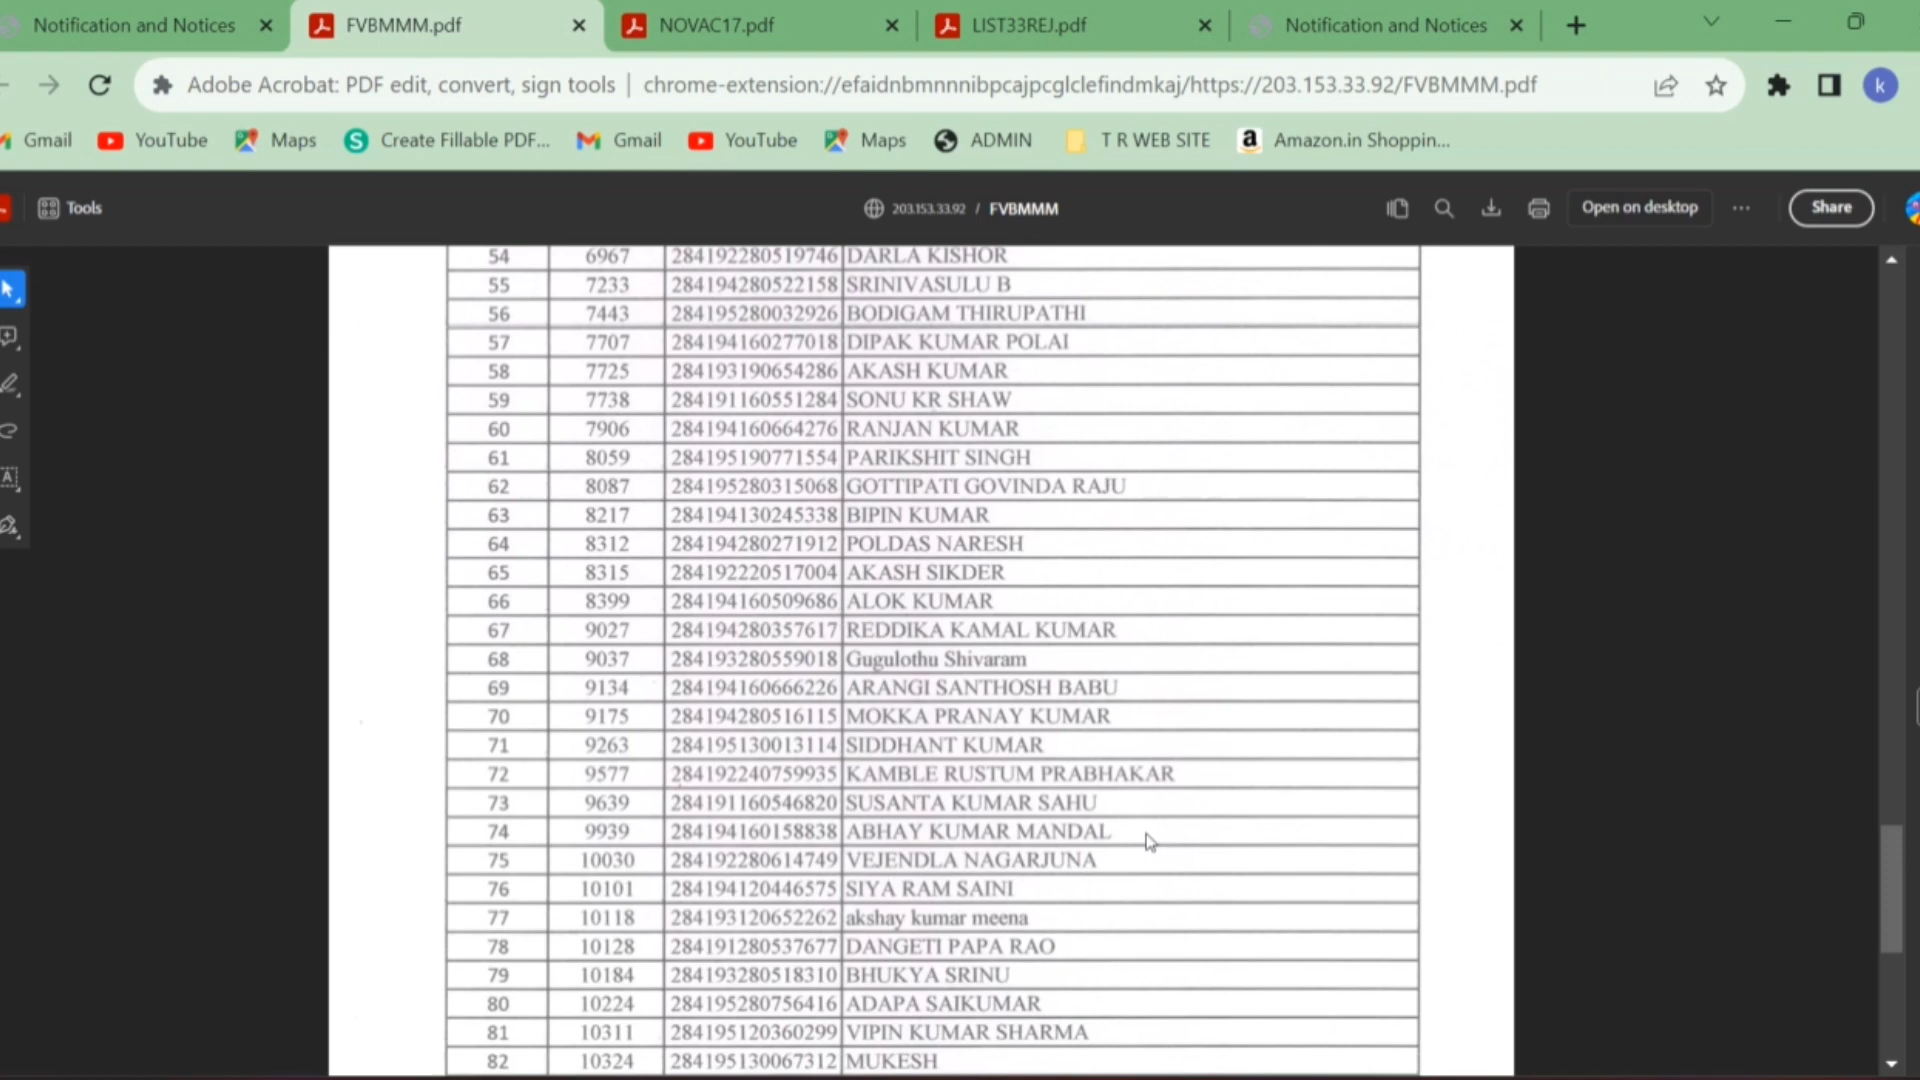 Notification and Notices FVBMMM.pdf NOVAC17.pdf LIST33REJ.pdf Notification and Notices
Adobe Acrobat: PDF edit, convert, sign tools | chrome-extension://efaidnbmnnnibpcajpcglclefindmkaj/https://203.153.33.92/FVBMMM.pdf k
Gmail YouTube Maps Create Fillable PDF... Gmail YouTube Maps ADMIN T R WEB SITE Amazon.in Shoppin...
Tools 203.153.33.92 / FVBMMM Open on desktop ... Share
54 6967 284192280519746 DARLA KISHOR
55 7233 284194280522158 SRINIVASULU B
56 7443 284195280032926 BODIGAM THIRUPATHI
57 7707 284194160277018 DIPAK KUMAR POLAI
58 7725 284193190654286 AKASH KUMAR
59 7738 284191160551284 SONU KR SHAW
60 7906 284194160664276 RANJAN KUMAR
61 8059 284195190771554 PARIKSHIT SINGH
62 8087 284195280315068 GOTTIPATI GOVINDA RAJU
63 8217 284194130245338 BIPIN KUMAR
64 8312 284194280271912 POLDAS NARESH
65 8315 284192220517004 AKASH SIKDER
66 8399 284194160509686 ALOK KUMAR
67 9027 284194280357617 REDDIKA KAMAL KUMAR
68 9037 284193280559018 Gugulothu Shivaram
69 9134 284194160666226 ARANGI SANTHOSH BABU
70 9175 284194280516115 MOKKA PRANAY KUMAR
71 9263 284195130013114 SIDDHANT KUMAR
72 9577 284192240759935 KAMBLE RUSTUM PRABHAKAR
73 9639 284191160546820 SUSANTA KUMAR SAHU
74 9939 284194160158838 ABHAY KUMAR MANDAL
75 10030 284192280614749 VEJENDLA NAGARJUNA
76 10101 284194120446575 SIYA RAM SAINI
77 10118 284193120652262 akshay kumar meena
78 10128 284191280537677 DANGETI PAPA RAO
79 10184 284193280518310 BHUKYA SRINU
80 10224 284195280756416 ADAPA SAIKUMAR
81 10311 284195120360299 VIPIN KUMAR SHARMA
82 10324 284195130067312 MUKESH